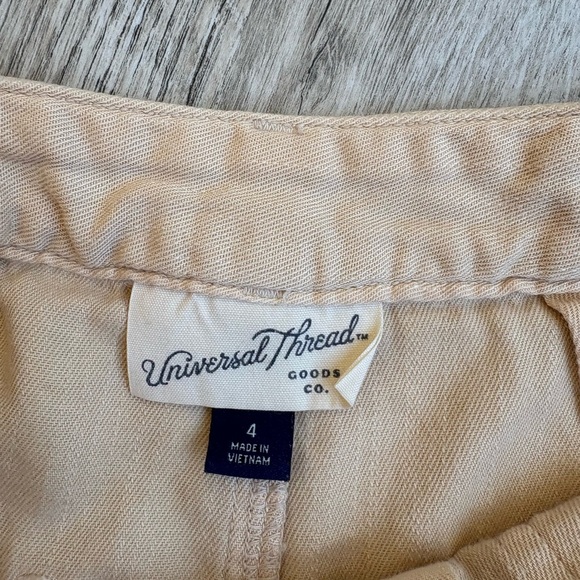 Universal Thread™
GOODS
CO.
4
MADE IN
VIETNAM